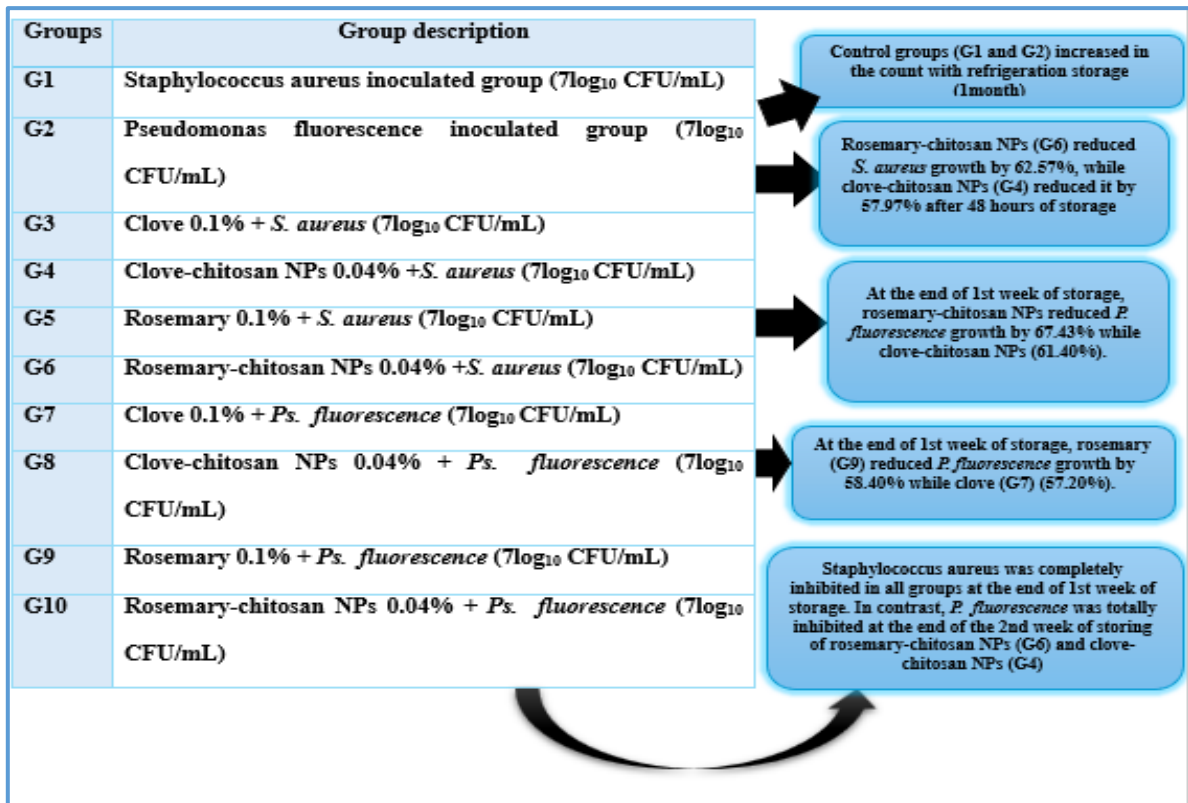 Groups Group description
G1 Staphylococcus aureus inoculated group (7log₁₀ CFU/mL)
G2 Pseudomonas fluorescence inoculated group (7log₁₀
CFU/mL)
G3 Clove 0.1% + S. aureus (7log₁₀ CFU/mL)
G4 Clove-chitosan NPs 0.04% +S. aureus (7log₁₀ CFU/mL)
G5 Rosemary 0.1% + S. aureus (7log₁₀ CFU/mL)
G6 Rosemary-chitosan NPs 0.04% +S. aureus (7log₁₀ CFU/mL)
G7 Clove 0.1% + Ps. fluorescence (7log₁₀ CFU/mL)
G8 Clove-chitosan NPs 0.04% + Ps. fluorescence (7log₁₀
CFU/mL)
G9 Rosemary 0.1% + Ps. fluorescence (7log₁₀ CFU/mL)
G10 Rosemary-chitosan NPs 0.04% + Ps. fluorescence (7log₁₀
CFU/mL)
Control groups (G1 and G2) increased in
the count with refrigeration storage
(1month)
Rosemary-chitosan NPs (G6) reduced
S. aureus growth by 62.57%, while
clove-chitosan NPs (G4) reduced it by
57.97% after 48 hours of storage
At the end of 1st week of storage,
rosemary-chitosan NPs reduced P.
fluorescence growth by 67.43% while
clove-chitosan NPs (61.40%).
At the end of 1st week of storage, rosemary
(G9) reduced P. fluorescence growth by
58.40% while clove (G7) (57.20%).
Staphylococcus aureus was completely
inhibited in all groups at the end of 1st week of
storage. In contrast, P. fluorescence was totally
inhibited at the end of the 2nd week of storing
of rosemary-chitosan NPs (G6) and clove-
chitosan NPs (G4)